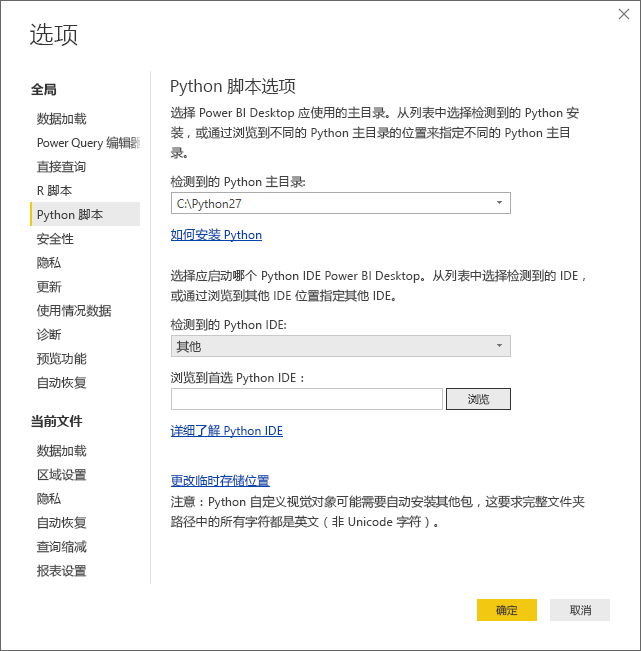 选项
全局
数据加载
Power Query 编辑器
直接查询
R 脚本
Python 脚本
安全性
隐私
更新
使用情况数据
诊断
预览功能
自动恢复
当前文件
数据加载
区域设置
隐私
自动恢复
查询缩减
报表设置
Python 脚本选项
选择 Power BI Desktop 应使用的主目录。从列表中选择检测到的 Python 安
装，或通过浏览到不同的 Python 主目录的位置来指定不同的 Python 主目
录。
检测到的 Python 主目录:
C:\Python27
如何安装 Python
选择应启动哪个 Python IDE Power BI Desktop。从列表中选择检测到的 IDE，
或通过浏览到其他 IDE 位置指定其他 IDE。
检测到的 Python IDE:
其他
浏览到首选 Python IDE：
浏览
详细了解 Python IDE
更改临时存储位置
注意：Python 自定义视觉对象可能需要自动安装其他包，这要求完整文件夹
路径中的所有字符都是英文（非 Unicode 字符）。
确定
取消